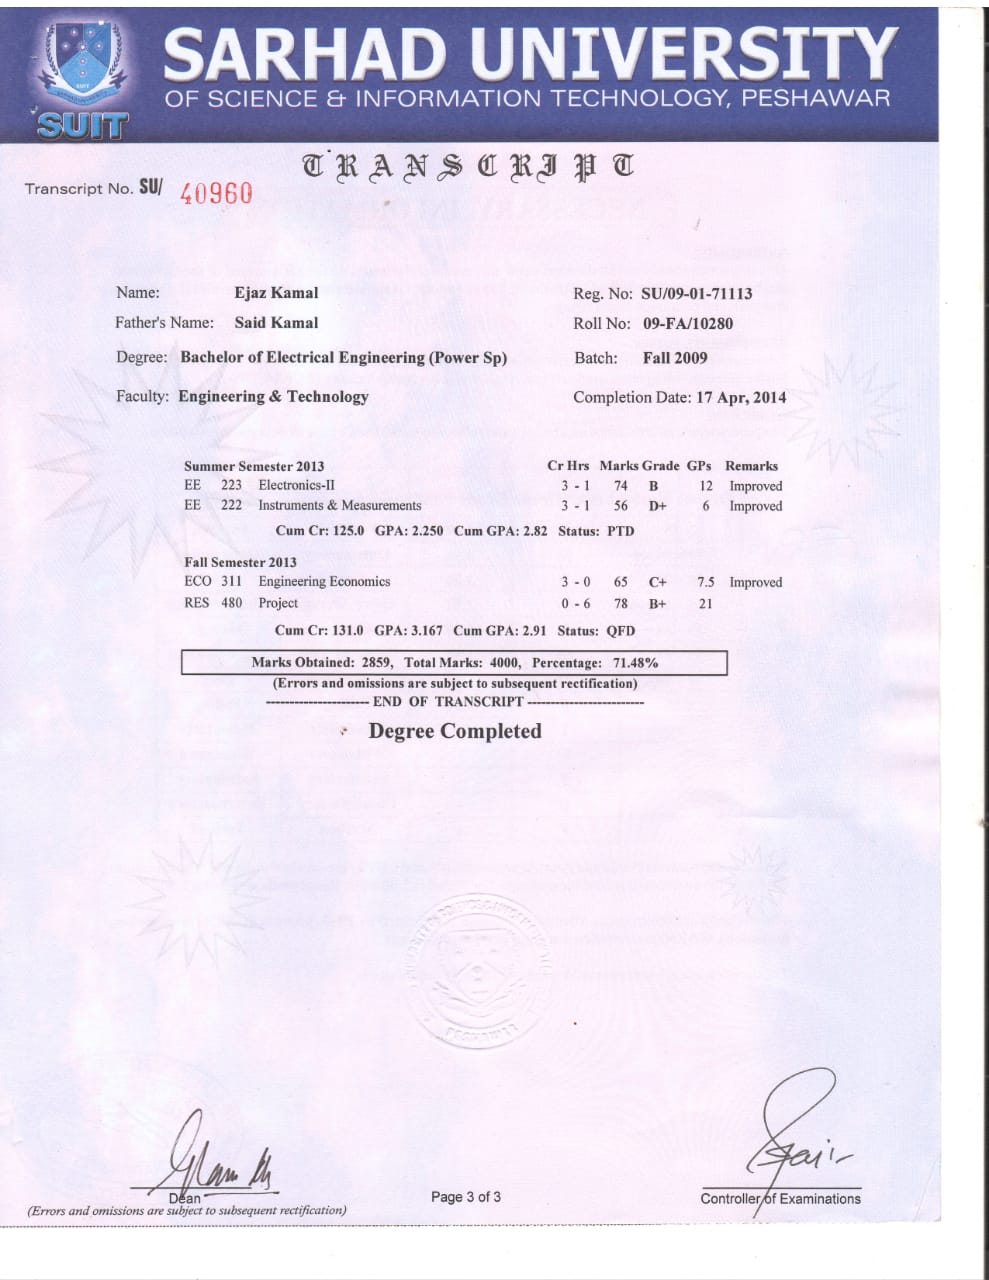 SARHAD UNIVERSITY
OF SCIENCE & INFORMATION TECHNOLOGY, PESHAWAR
SUIT
TRANSCRIPT
Transcript No. SU/ 40960
Name: Ejaz Kamal Reg. No: SU/09-01-71113
Father's Name: Said Kamal Roll No: 09-FA/10280
Degree: Bachelor of Electrical Engineering (Power Sp) Batch: Fall 2009
Faculty: Engineering & Technology Completion Date: 17 Apr, 2014
Summer Semester 2013 Cr Hrs Marks Grade GPs Remarks
EE 223 Electronics-II 3 - 1 74 B 12 Improved
EE 222 Instruments & Measurements 3 - 1 56 D+ 6 Improved
Cum Cr: 125.0 GPA: 2.250 Cum GPA: 2.82 Status: PTD
Fall Semester 2013
ECO 311 Engineering Economics 3 - 0 65 C+ 7.5 Improved
RES 480 Project 0 - 6 78 B+ 21
Cum Cr: 131.0 GPA: 3.167 Cum GPA: 2.91 Status: QFD
Marks Obtained: 2859, Total Marks: 4000, Percentage: 71.48%
(Errors and omissions are subject to subsequent rectification)
----------------------- END OF TRANSCRIPT --------------------------
Degree Completed
PESHAWAR
Dean Page 3 of 3 Controller of Examinations
(Errors and omissions are subject to subsequent rectification)